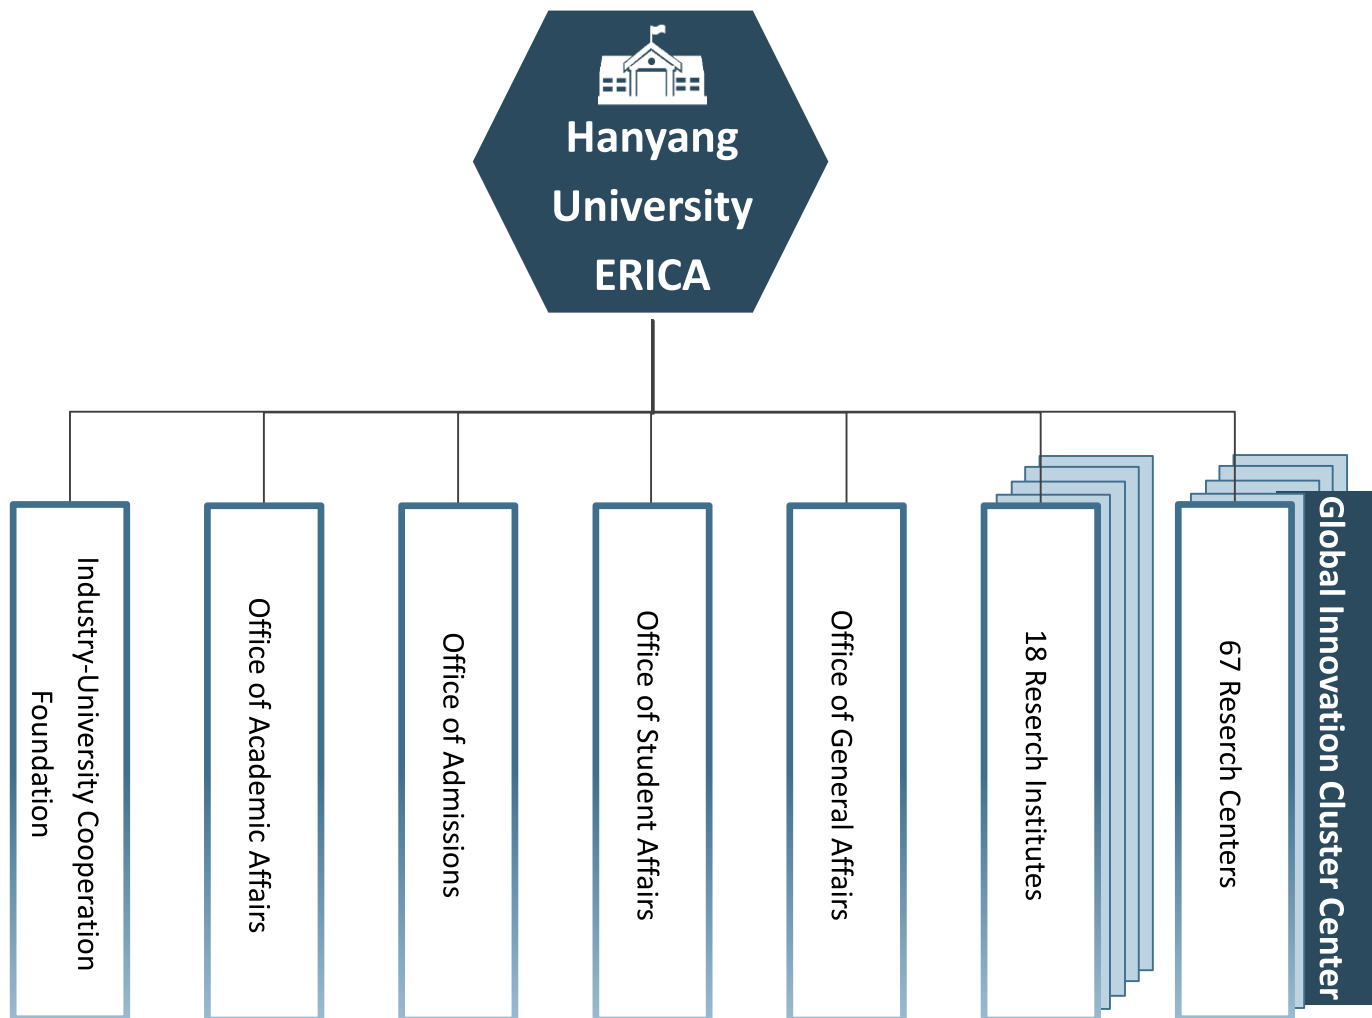 Hanyang
University
ERICA
Industry-University Cooperation
Foundation
Office of Academic Affairs
Office of Admissions
Office of Student Affairs
Office of General Affairs
18 Reserch Institutes
67 Reserch Centers
Global Innovation Cluster Center